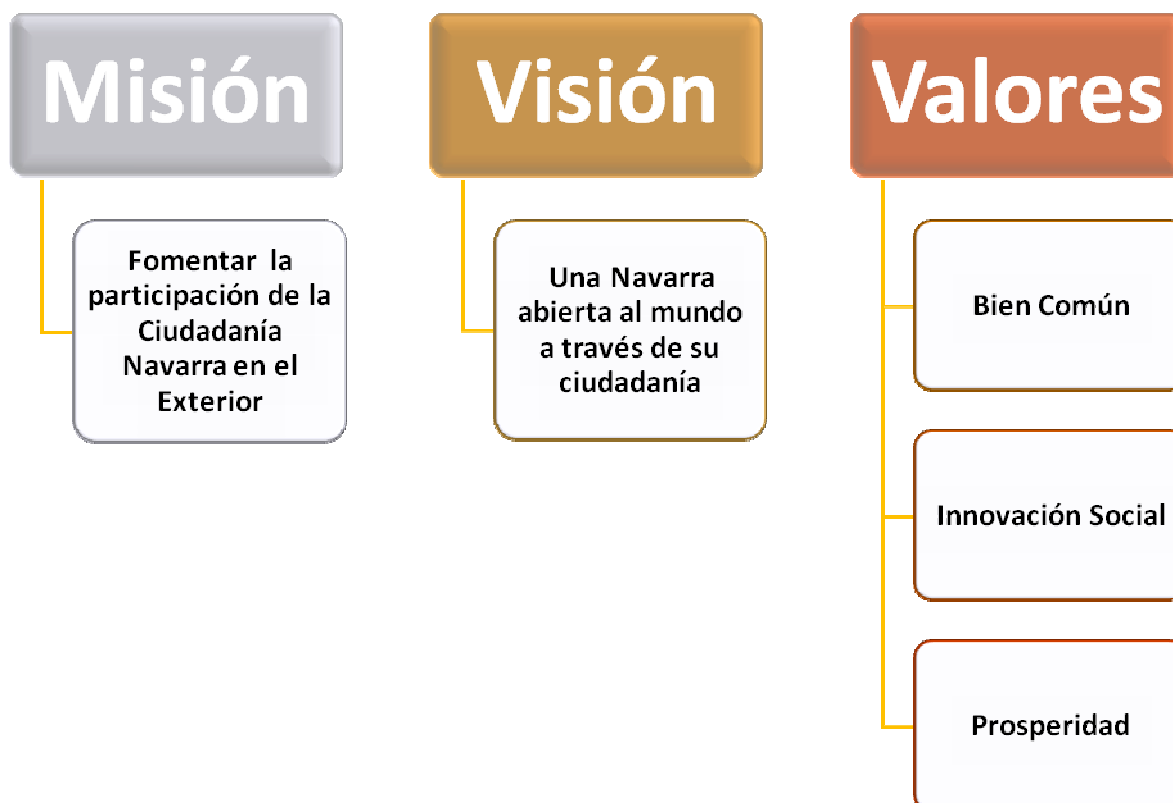 Misión
Fomentar la
participación de la
Ciudadanía
Navarra en el
Exterior
Visión
Una Navarra
abierta al mundo
a través de su
ciudadanía
Valores
Bien Común
Innovación Social
Prosperidad